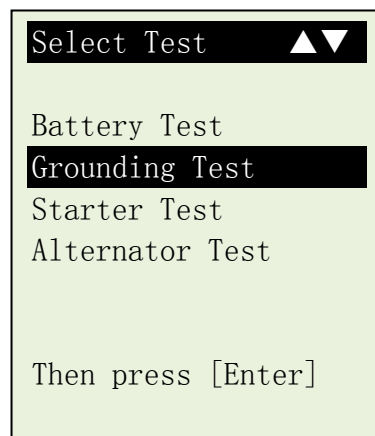 Select Test ▲▼
Battery Test
Grounding Test
Starter Test
Alternator Test
Then press [Enter]